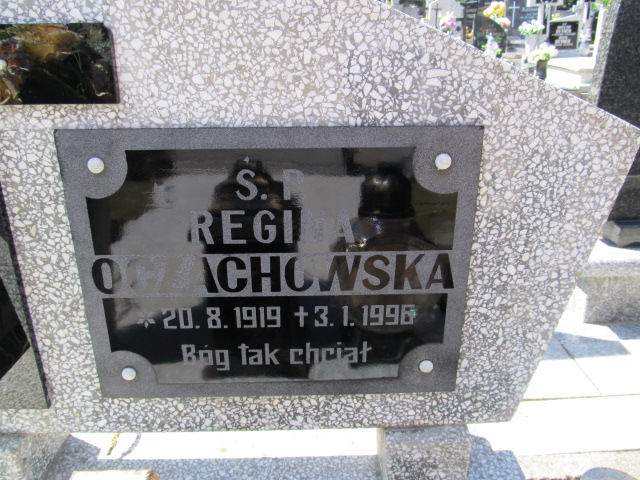 Ś. P.
REGINA
OCZACHOWSKA
* 20. 8. 1919 † 3. 1. 1996
Bóg tak chciał